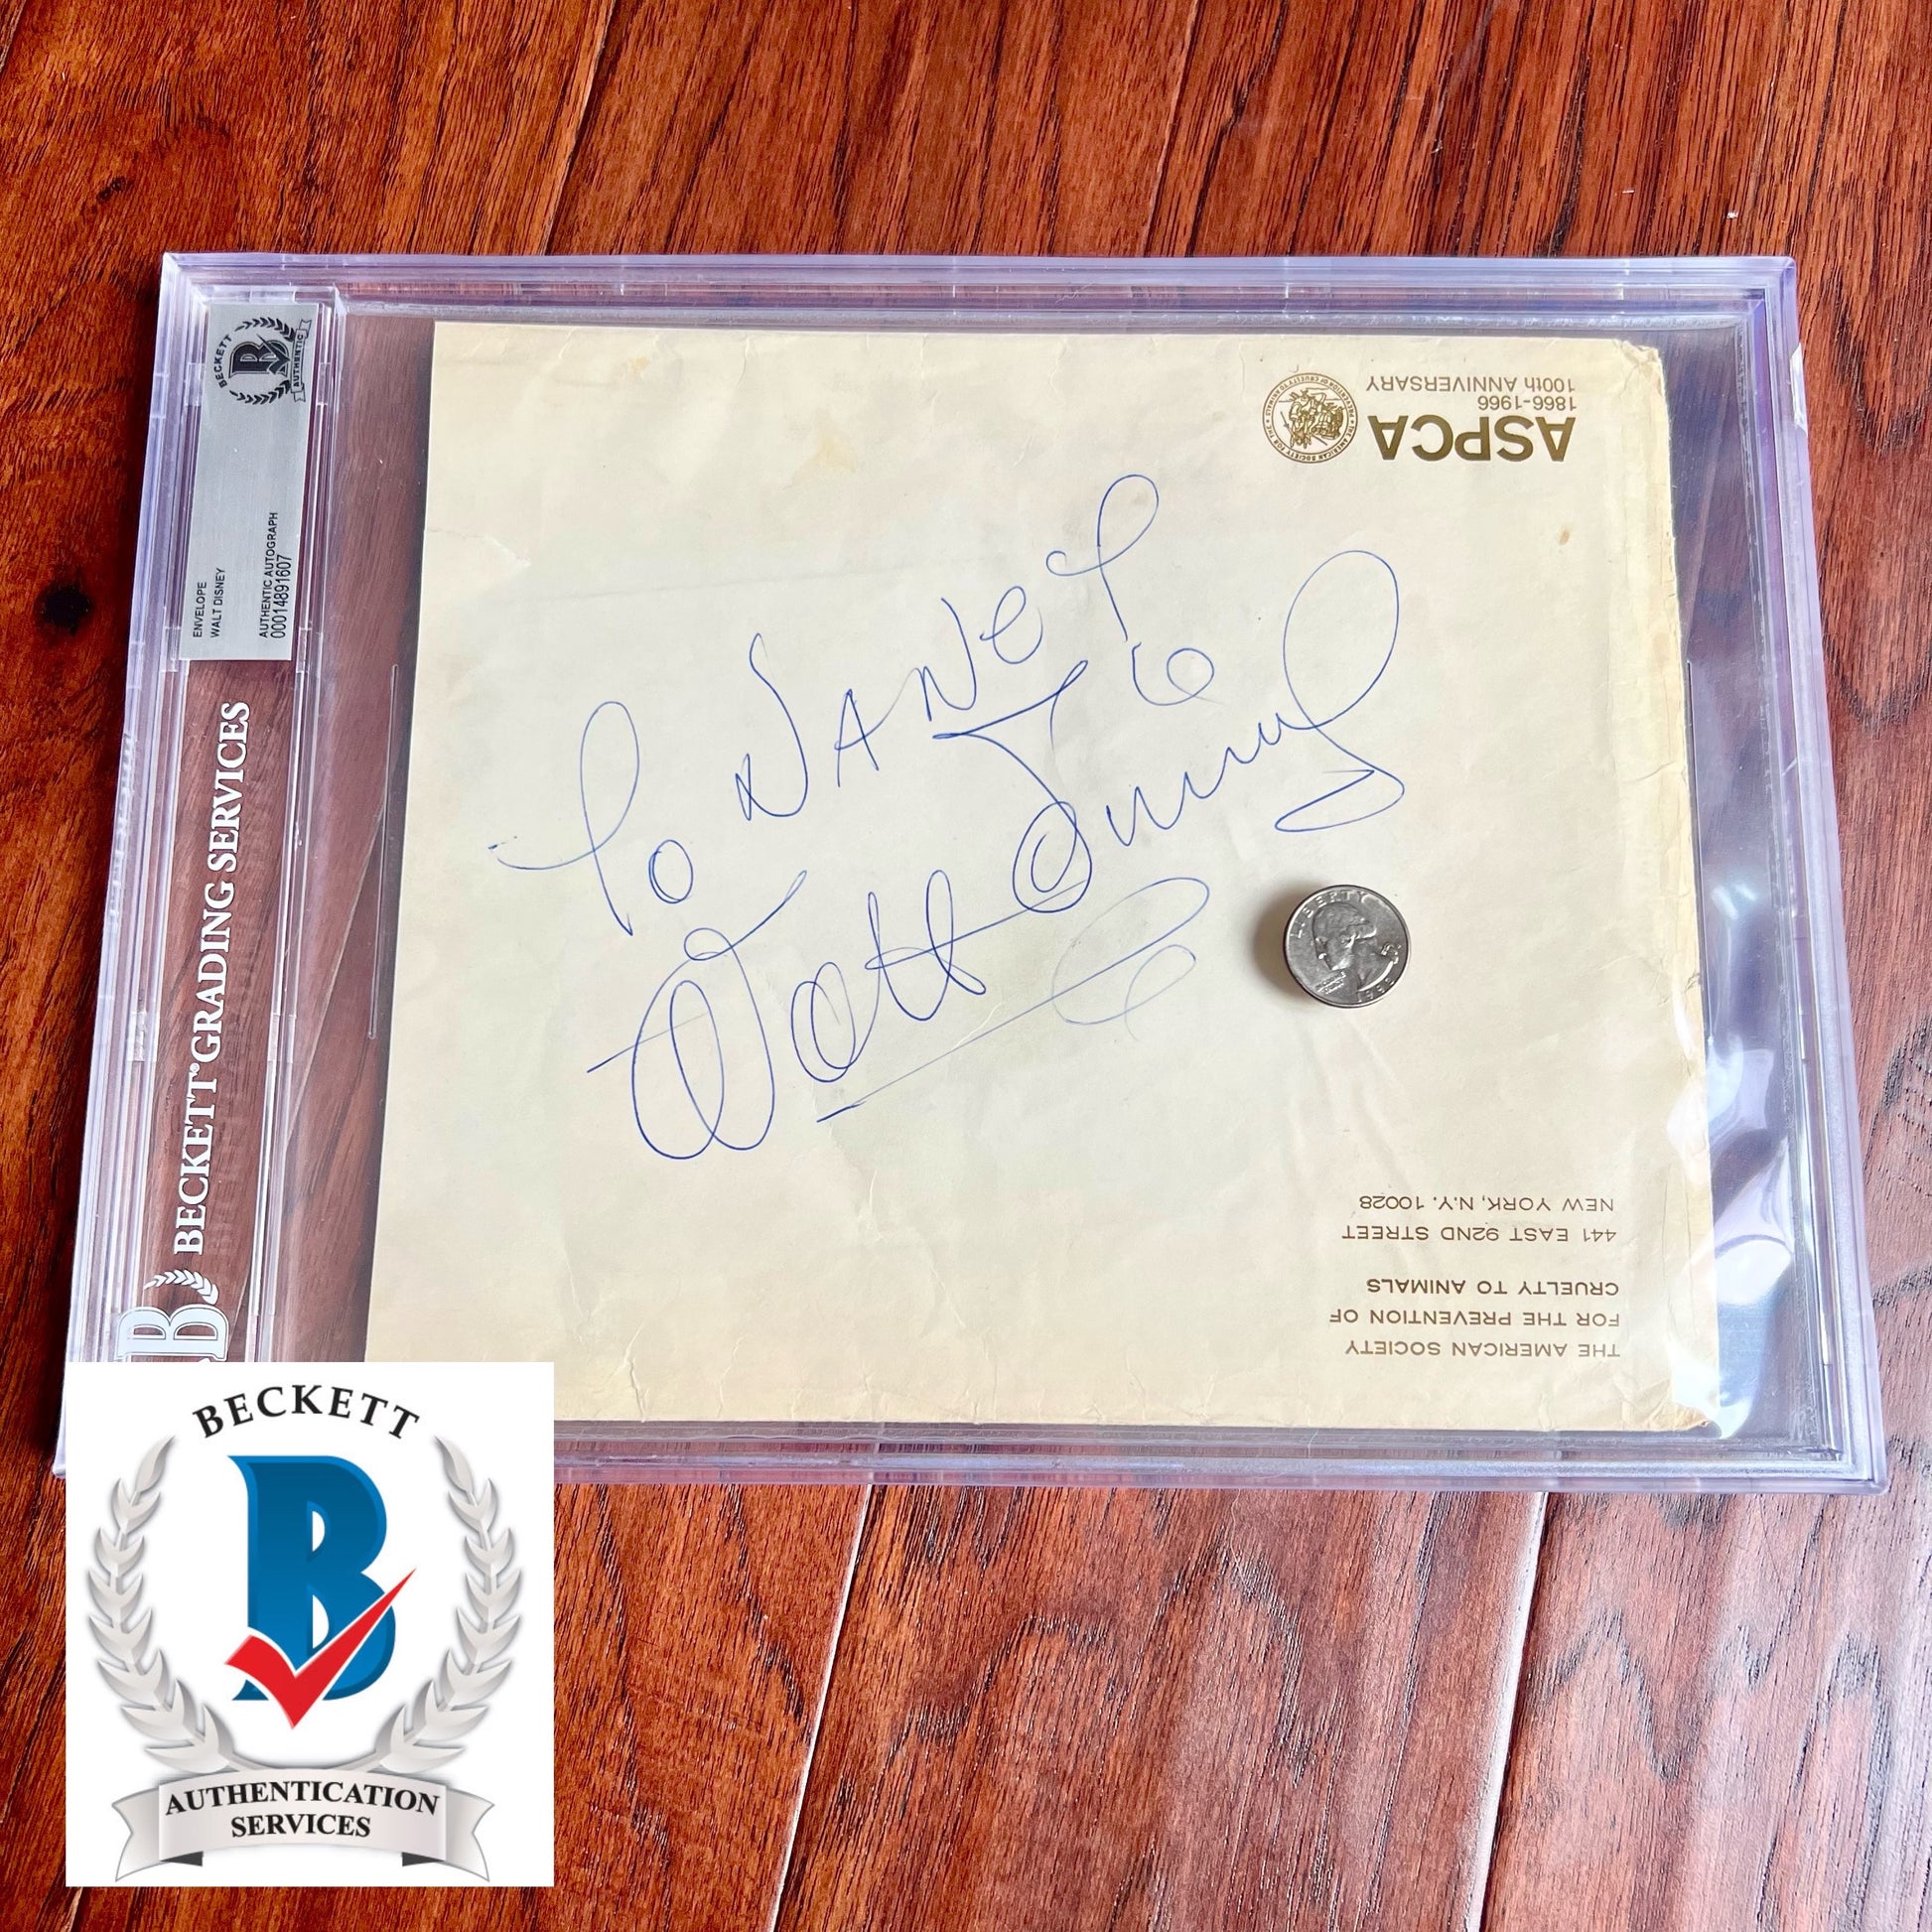 BECKETT
AUTHENTIC
ENVELOPE
WALT DISNEY
AUTHENTIC AUTOGRAPH
00014891607
BECKETT GRADING SERVICES
B
ASPCA
1866-1966
100th ANNIVERSARY
To NANET
Walt Disney
LIBERTY
THE AMERICAN SOCIETY
FOR THE PREVENTION OF
CRUELTY TO ANIMALS
441 EAST 92ND STREET
NEW YORK, N.Y. 10028
BECKETT
B
AUTHENTICATION
SERVICES